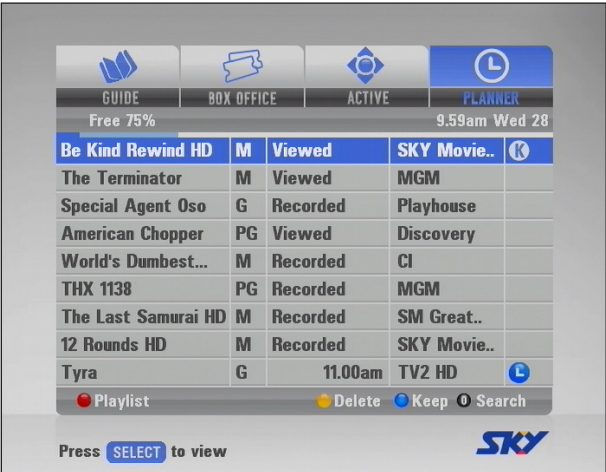 GUIDE BOX OFFICE ACTIVE PLANNER
Free 75% 9.59am Wed 28
Be Kind Rewind HD M Viewed SKY Movie.. K
The Terminator M Viewed MGM
Special Agent Oso G Recorded Playhouse
American Chopper PG Viewed Discovery
World's Dumbest... M Recorded CI
THX 1138 PG Recorded MGM
The Last Samurai HD M Recorded SM Great..
12 Rounds HD M Recorded SKY Movie..
Tyra G 11.00am TV2 HD L
Playlist Delete Keep 0 Search
Press SELECT to view
SKY